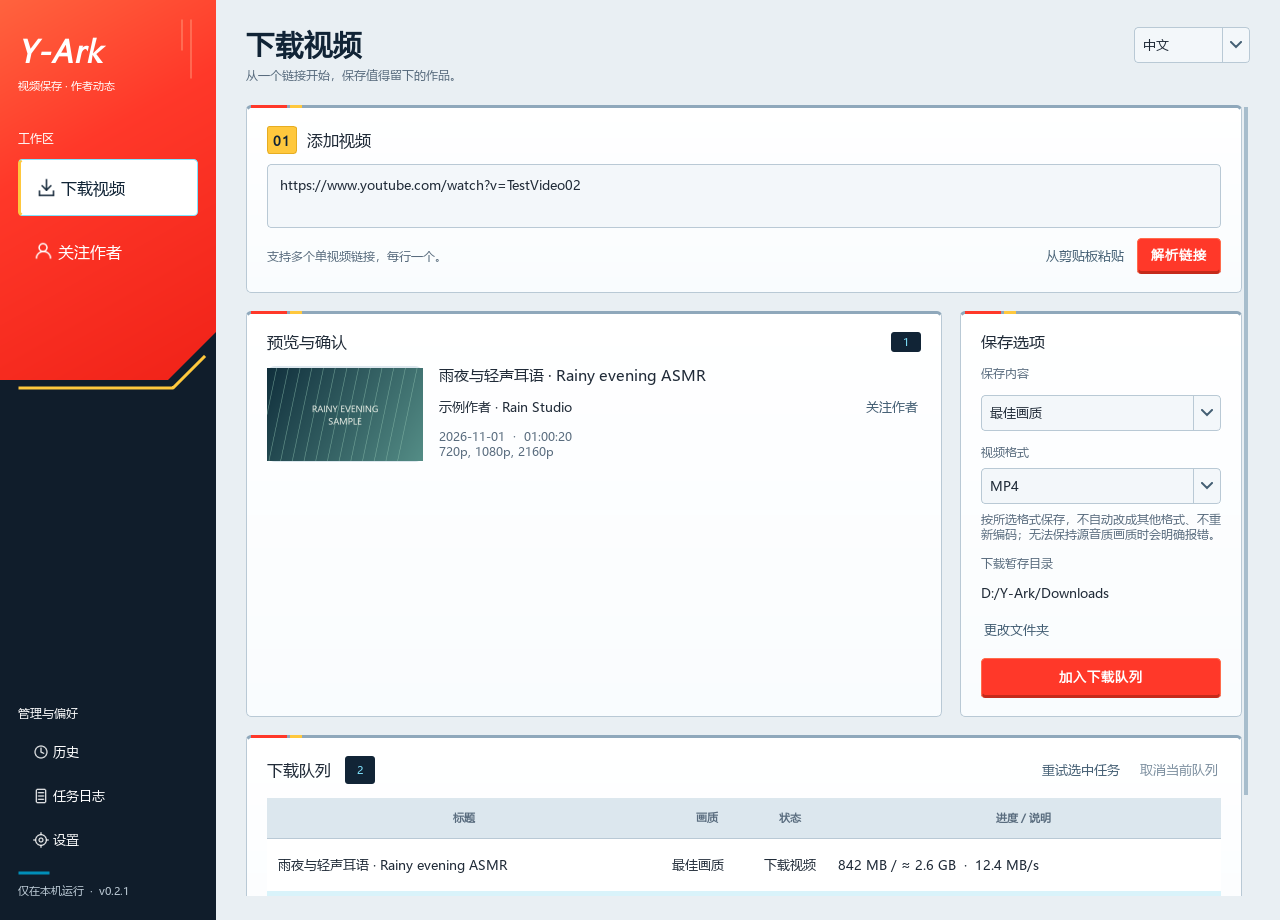 Y-Ark
视频保存 · 作者动态
工作区
下载视频
关注作者
管理与偏好
历史
任务日志
设置
仅在本机运行 · v0.2.1
下载视频
从一个链接开始，保存值得留下的作品。
中文
01 添加视频
https://www.youtube.com/watch?v=TestVideo02
支持多个单视频链接，每行一个。
从剪贴板粘贴
解析链接
预览与确认
1
RAINY EVENING
SAMPLE
雨夜与轻声耳语 · Rainy evening ASMR
示例作者 · Rain Studio
关注作者
2026-11-01 · 01:00:20
720p, 1080p, 2160p
保存选项
保存内容
最佳画质
视频格式
MP4
按所选格式保存，不自动改成其他格式、不重
新编码；无法保持源音质画质时会明确报错。
下载暂存目录
D:/Y-Ark/Downloads
更改文件夹
加入下载队列
下载队列 2
重试选中任务 取消当前队列
标题 画质 状态 进度 / 说明
雨夜与轻声耳语 · Rainy evening ASMR 最佳画质 下载视频 842 MB / ≈ 2.6 GB · 12.4 MB/s